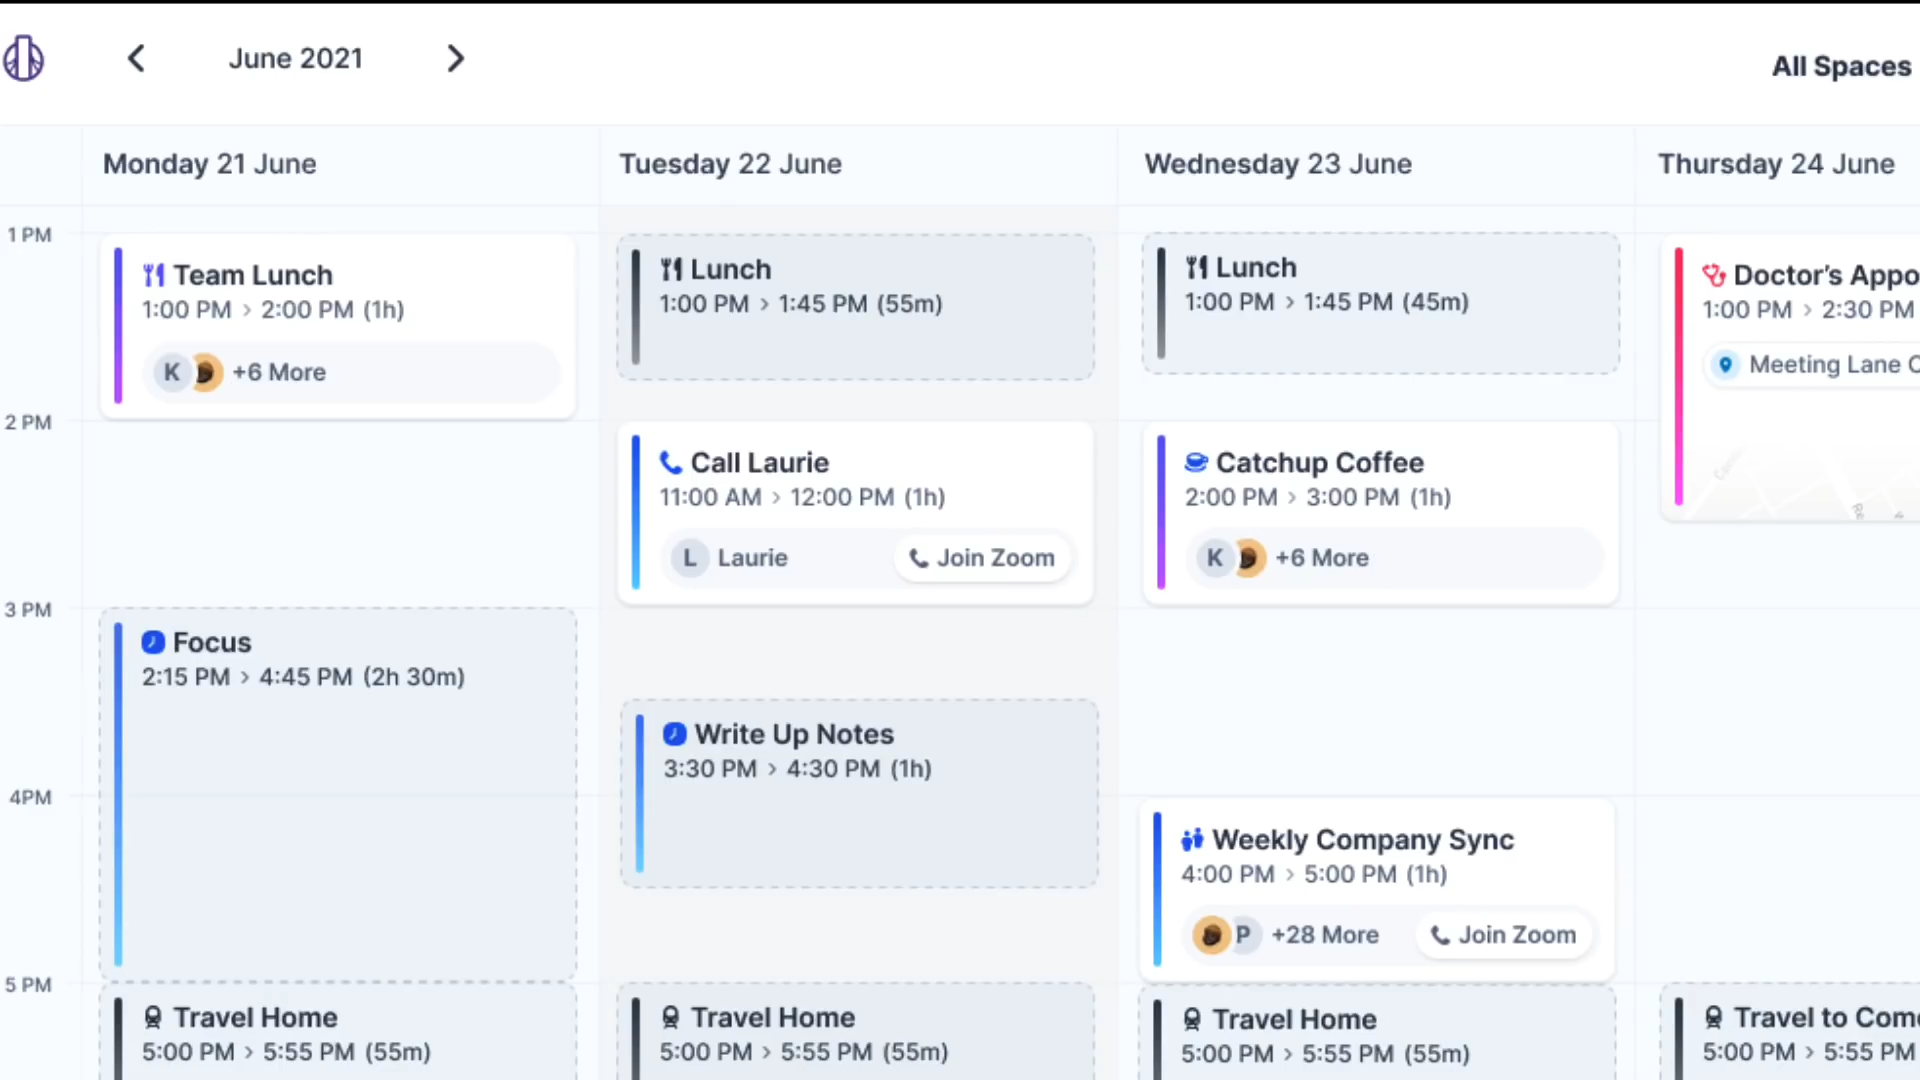 June 2021
All Spaces
Monday 21 June
Tuesday 22 June
Wednesday 23 June
Thursday 24 June
1 PM
Team Lunch
1:00 PM > 2:00 PM (1h)
K +6 More
Lunch
1:00 PM > 1:45 PM (55m)
Lunch
1:00 PM > 1:45 PM (45m)
Doctor's Appo
1:00 PM > 2:30 PM
Meeting Lane C
2 PM
Call Laurie
11:00 AM > 12:00 PM (1h)
L Laurie
Join Zoom
Catchup Coffee
2:00 PM > 3:00 PM (1h)
K +6 More
3 PM
Focus
2:15 PM > 4:45 PM (2h 30m)
Write Up Notes
3:30 PM > 4:30 PM (1h)
4PM
Weekly Company Sync
4:00 PM > 5:00 PM (1h)
P +28 More
Join Zoom
5 PM
Travel Home
5:00 PM > 5:55 PM (55m)
Travel Home
5:00 PM > 5:55 PM (55m)
Travel Home
5:00 PM > 5:55 PM (55m)
Travel to Com
5:00 PM > 5:55 PM